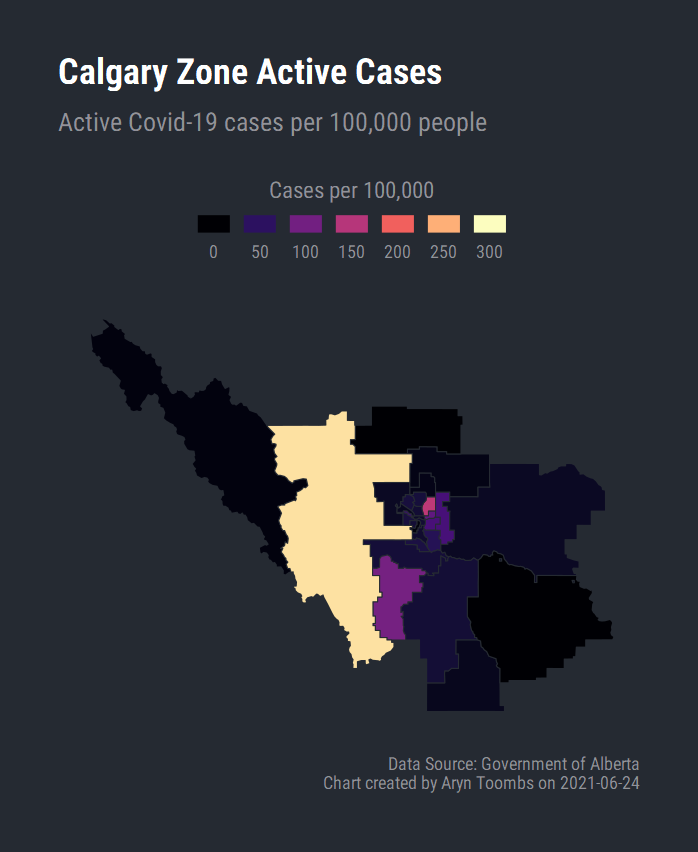 Calgary Zone Active Cases
Active Covid-19 cases per 100,000 people
Cases per 100,000
0 50 100 150 200 250 300
Data Source: Government of Alberta
Chart created by Aryn Toombs on 2021-06-24